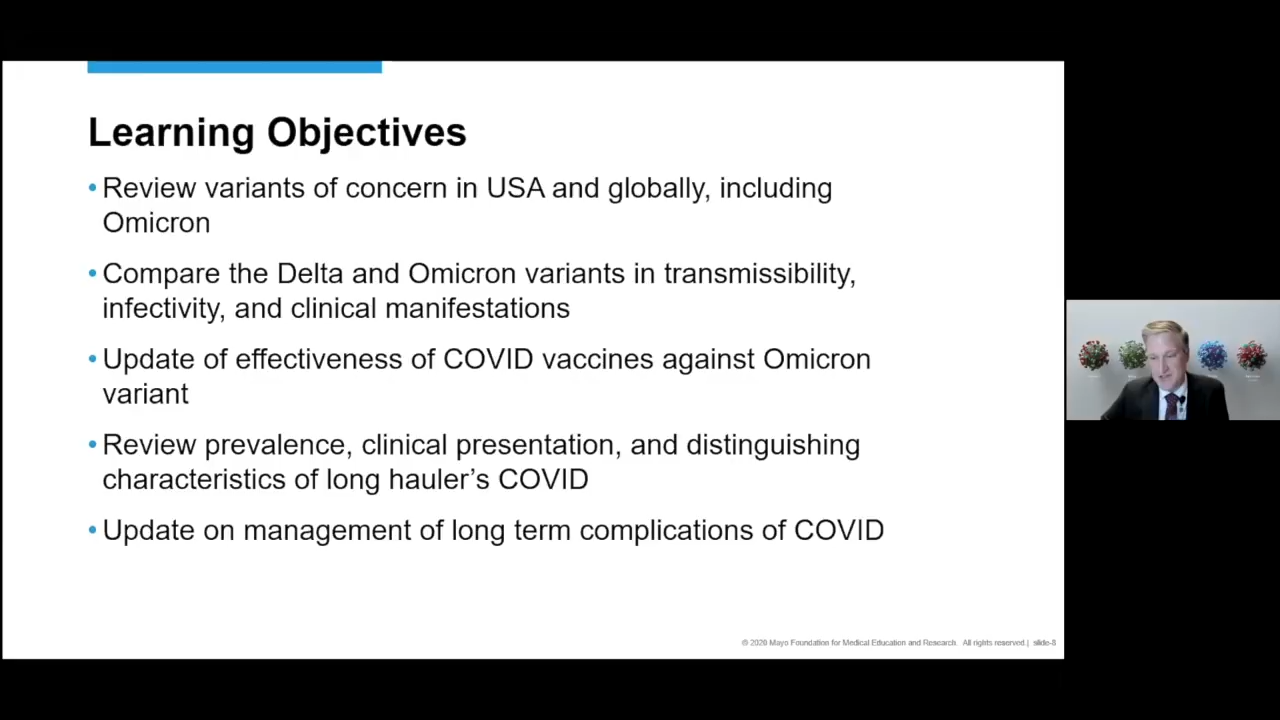 Learning Objectives
• Review variants of concern in USA and globally, including
Omicron
• Compare the Delta and Omicron variants in transmissibility,
infectivity, and clinical manifestations
• Update of effectiveness of COVID vaccines against Omicron
variant
• Review prevalence, clinical presentation, and distinguishing
characteristics of long hauler’s COVID
• Update on management of long term complications of COVID
© 2020 Mayo Foundation for Medical Education and Research. All rights reserved.| slide-8